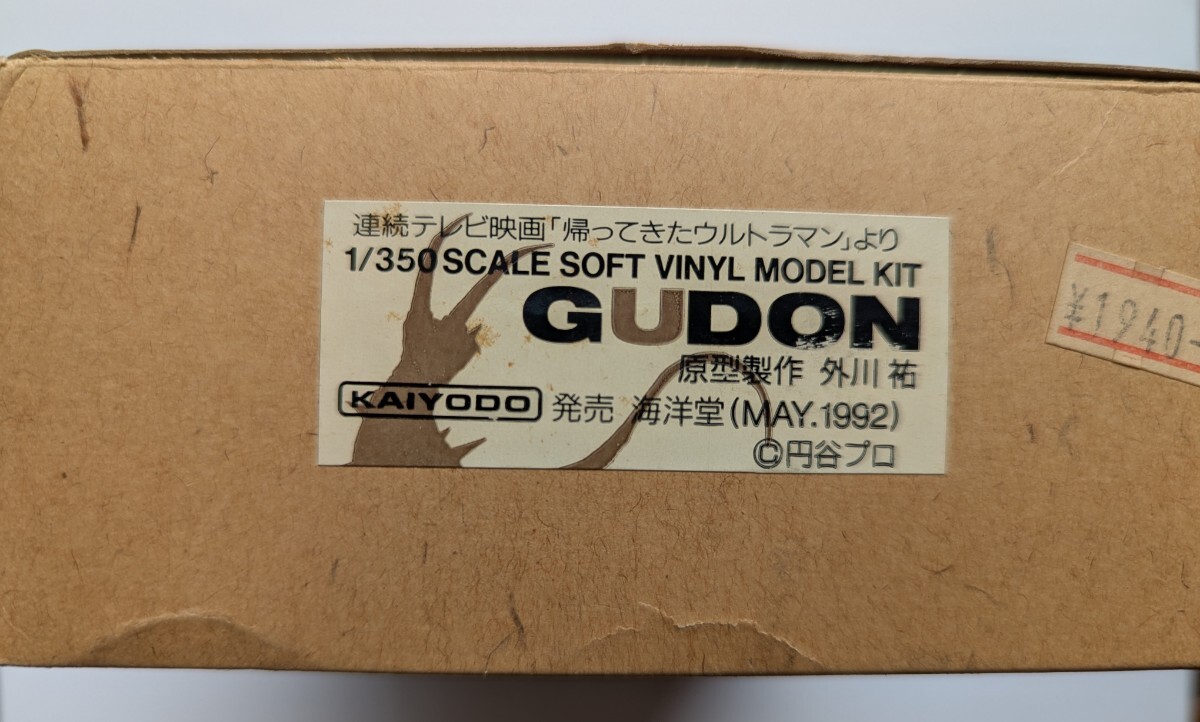 連続テレビ映画「帰ってきたウルトラマン」より
1/350 SCALE SOFT VINYL MODEL KIT
GUDON
原型製作 外川 祐
KAIYODO 発売 海洋堂(MAY.1992)
©円谷プロ
¥1940-